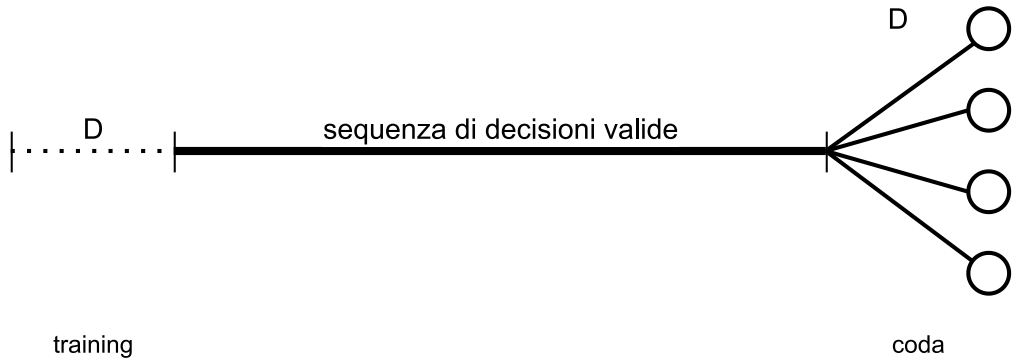 D
D
sequenza di decisioni valide
training
coda